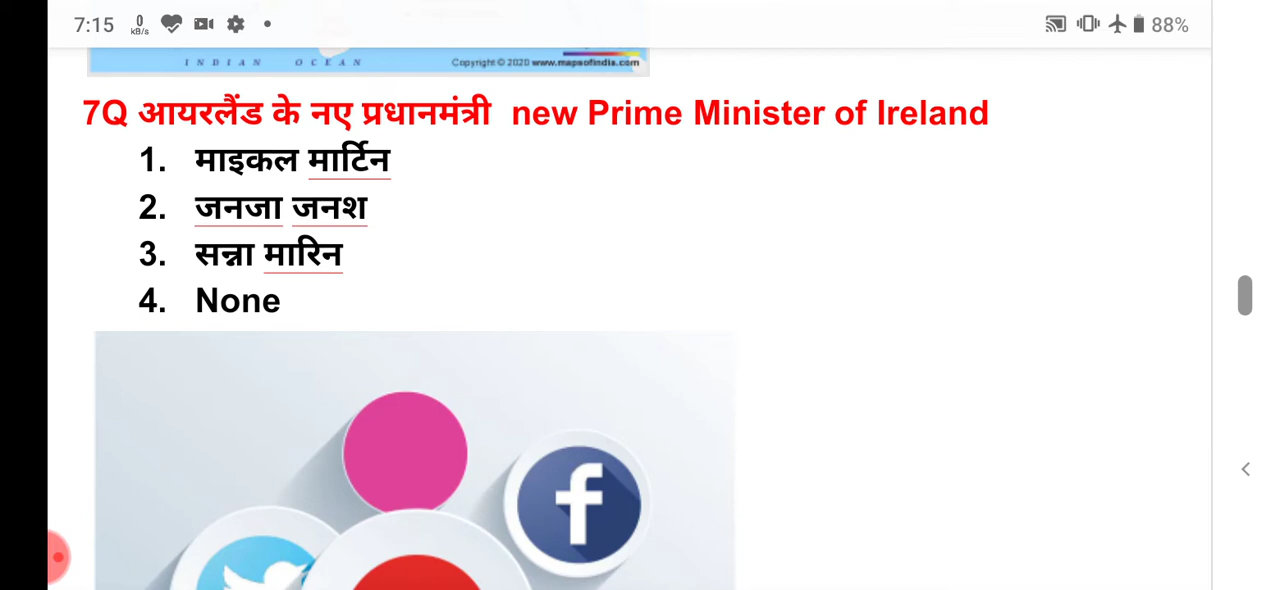 7:15 0 kB/s 88%
INDIAN OCEAN Copyright © 2020 www.mapsofindia.com
7Q आयरलैंड के नए प्रधानमंत्री new Prime Minister of Ireland
1. माइकल मार्टिन
2. जनजा जनश
3. सन्ना मारिन
4. None
f